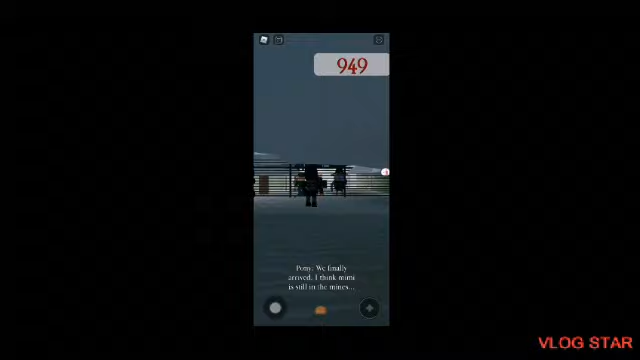 949
Pony: We finally
arrived. I think mimi
is still in the mines...
VLOG STAR